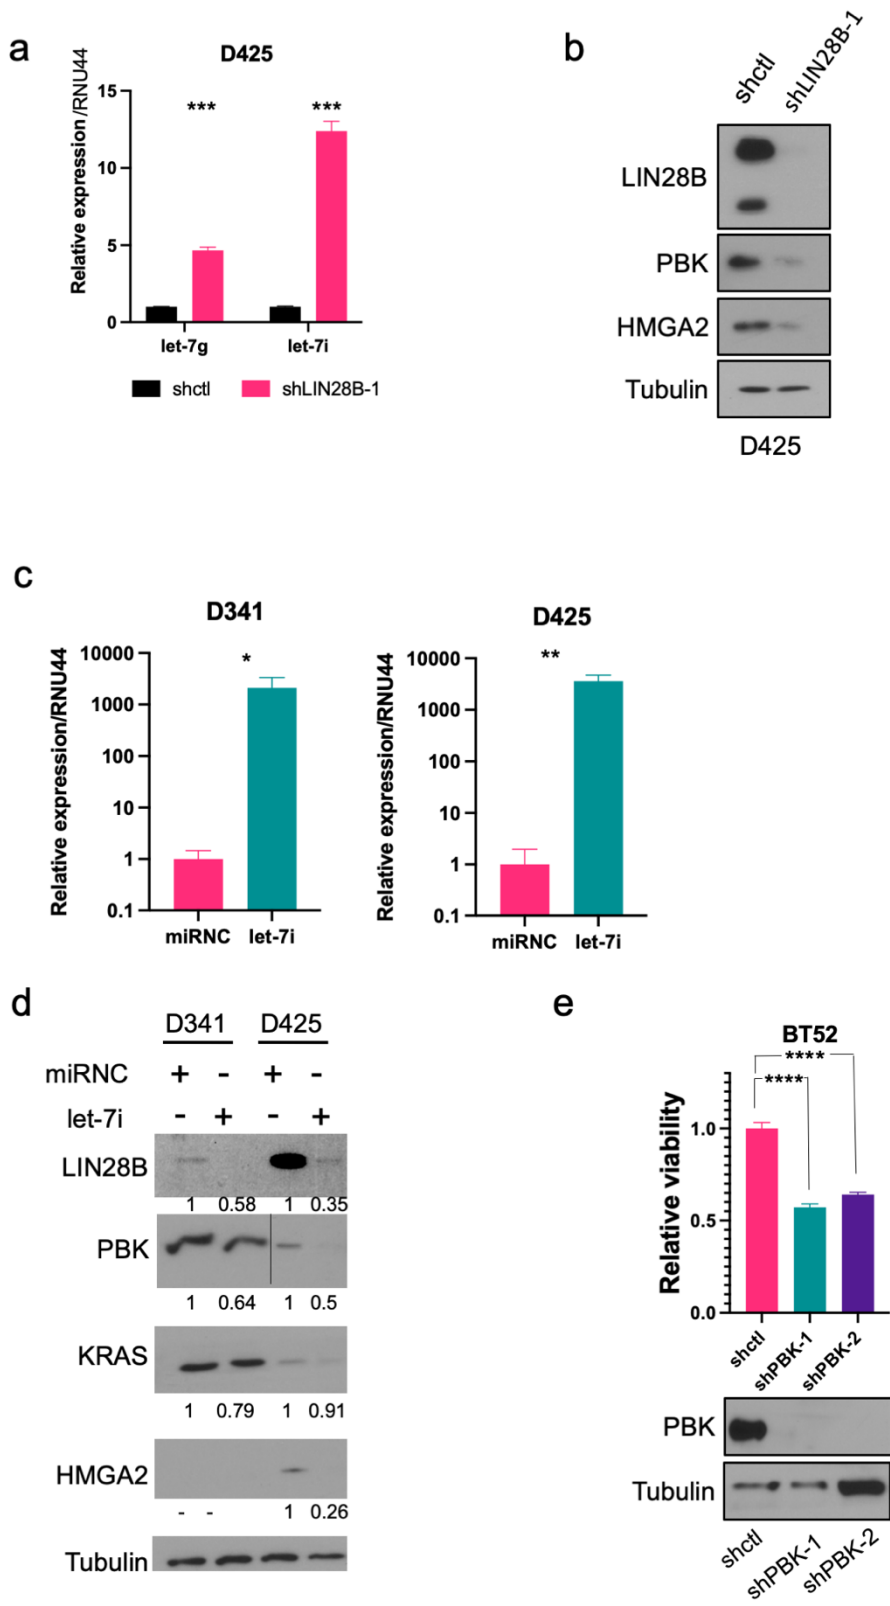 a
D425
Relative expression/RNU44
15
10
5
0
***
***
let-7g
let-7i
shctl
shLIN28B-1
b
shctl
shLIN28B-1
LIN28B
PBK
HMGA2
Tubulin
D425
c
D341
Relative expression/RNU44
10000
1000
100
10
1
0.1
*
miRNC
let-7i
D425
Relative expression/RNU44
10000
1000
100
10
1
0.1
**
miRNC
let-7i
d
D341 D425
miRNC + - + -
let-7i - + - +
LIN28B
1 0.58 1 0.35
PBK
1 0.64 1 0.5
KRAS
1 0.79 1 0.91
HMGA2
- - 1 0.26
Tubulin
e
BT52
****
****
Relative viability
1.0
0.5
0.0
shctl
shPBK-1
shPBK-2
PBK
Tubulin
shctl
shPBK-1
shPBK-2